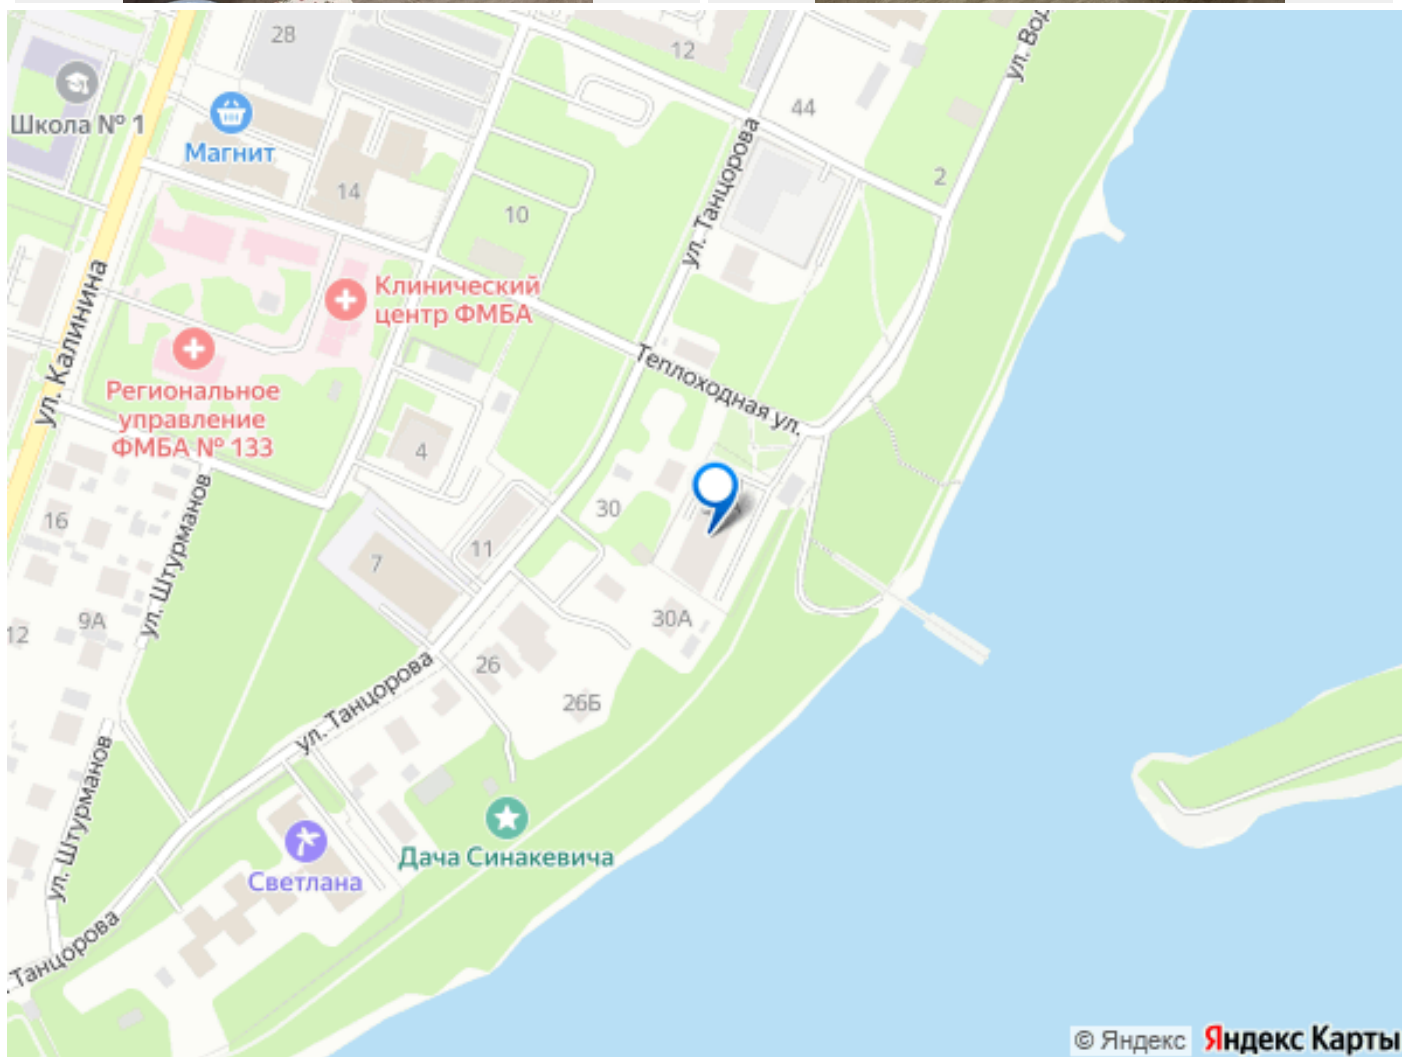 28
12
ул. Вор
Школа № 1
Магнит
44
14
10
2
ул. Танцорова
ул. Калинина
Клинический
центр ФМБА
Региональное
управление
ФМБА № 133
Теплоходная ул.
4
16
30
11
7
ул. Штурманов
9А
12
30А
26
26Б
ул. Танцорова
ул. Штурманов
Дача Синакевича
Светлана
. Танцорова
© Яндекс Яндекс Карты